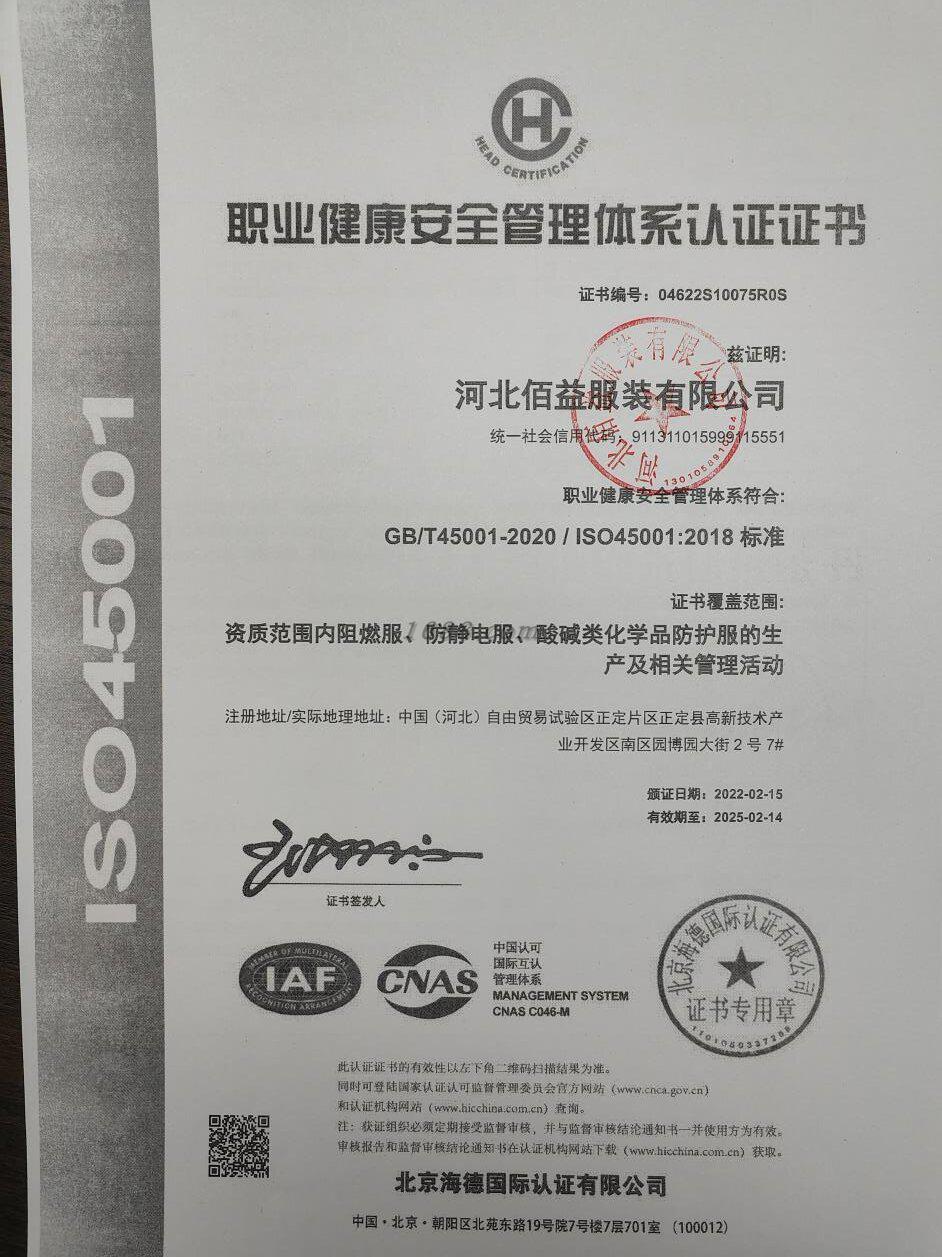 HC
HEAD CERTIFICATION
职业健康安全管理体系认证证书
证书编号：04622S10075R0S
兹证明:
河北佰益服装有限公司
统一社会信用代码：911311015999115551
职业健康安全管理体系符合:
GB/T45001-2020 / ISO45001:2018 标准
证书覆盖范围:
资质范围内阻燃服、防静电服、酸碱类化学品防护服的生
产及相关管理活动
注册地址/实际地理地址：中国（河北）自由贸易试验区正定片区正定县高新技术产
业开发区南区园博园大街 2 号 7#
颁证日期：2022-02-15
有效期至：2025-02-14
证书签发人
MEMBER OF MULTILATERAL
IAF
RECOGNITION ARRANGEMENT
CNAS
中国认可
国际互认
管理体系
MANAGEMENT SYSTEM
CNAS C046-M
北京海德国际认证有限公司
证书专用章
此认证证书的有效性以左下角二维码扫描结果为准。
同时可登陆国家认证认可监督管理委员会官方网站（www.cnca.gov.cn）
和认证机构网站（www.hicchina.com.cn）查询。
注：获证组织必须定期接受监督审核，并与监督审核结论通知书一并使用方为有效。
审核报告和监督审核结论通知书在认证机构网站下载（www.hicchina.com.cn）获取。
北京海德国际认证有限公司
中国・北京・朝阳区北苑东路19号院7号楼7层701室 （100012）
ISO45001
河北佰益服装有限公司